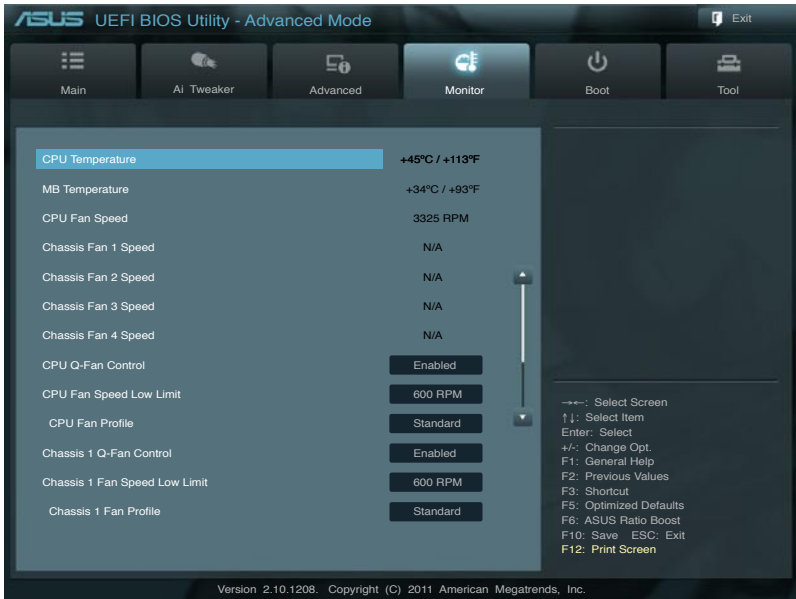 ASUS UEFI BIOS Utility - Advanced Mode
Exit
Main
Ai Tweaker
Advanced
Monitor
Boot
Tool
CPU Temperature +45ºC / +113ºF
MB Temperature +34ºC / +93ºF
CPU Fan Speed 3325 RPM
Chassis Fan 1 Speed N/A
Chassis Fan 2 Speed N/A
Chassis Fan 3 Speed N/A
Chassis Fan 4 Speed N/A
CPU Q-Fan Control Enabled
CPU Fan Speed Low Limit 600 RPM
CPU Fan Profile Standard
Chassis 1 Q-Fan Control Enabled
Chassis 1 Fan Speed Low Limit 600 RPM
Chassis 1 Fan Profile Standard
→←: Select Screen
↑↓: Select Item
Enter: Select
+/-: Change Opt.
F1: General Help
F2: Previous Values
F3: Shortcut
F5: Optimized Defaults
F6: ASUS Ratio Boost
F10: Save ESC: Exit
F12: Print Screen
Version 2.10.1208. Copyright (C) 2011 American Megatrends, Inc.